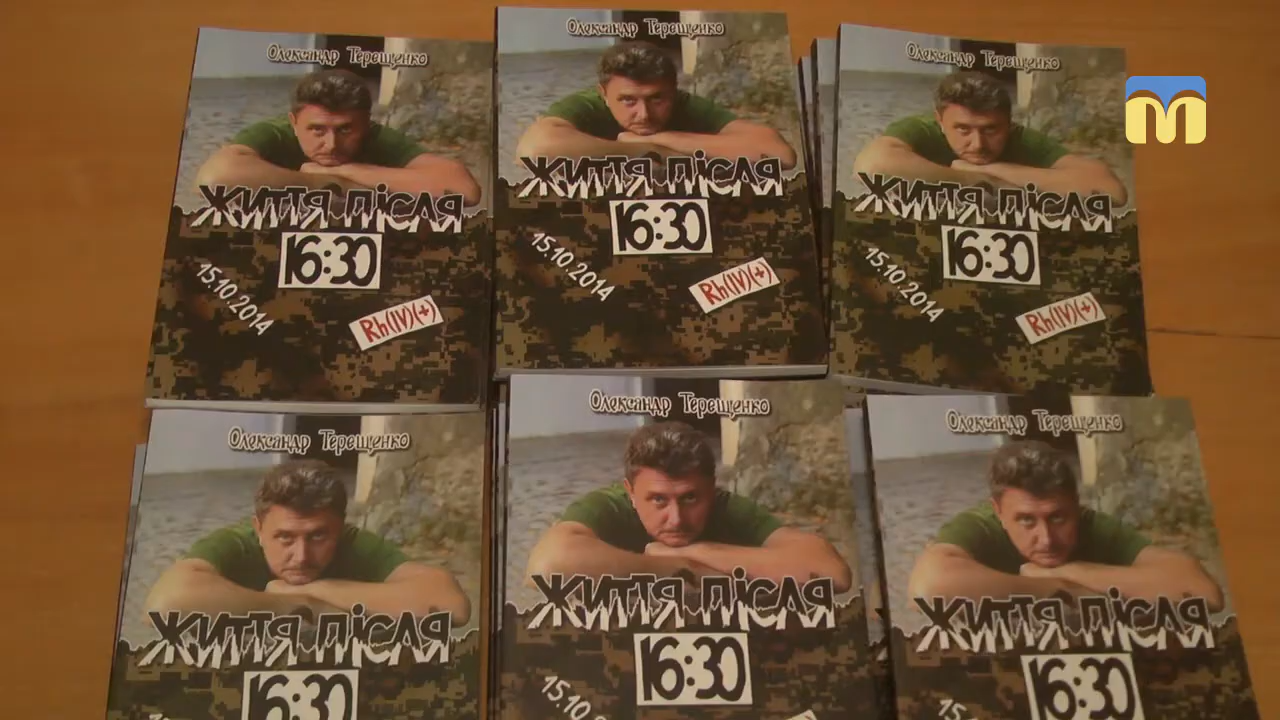 Олександр Терещенко
ЖИТТЯ ПІСЛЯ
16:30
15.10.2014
Rh(IV)(+)
Олександр Терещенко
ЖИТТЯ ПІСЛЯ
16:30
15.10.2014
Rh(IV)(+)
Олександр Терещенко
ЖИТТЯ ПІСЛЯ
16:30
15.10.2014
Rh(IV)(+)
Олександр Терещенко
ЖИТТЯ ПІСЛЯ
16:30
Олександр Терещенко
ЖИТТЯ ПІСЛЯ
16:30
15.10
Олександр Терещенко
ЖИТТЯ ПІСЛЯ
16:30